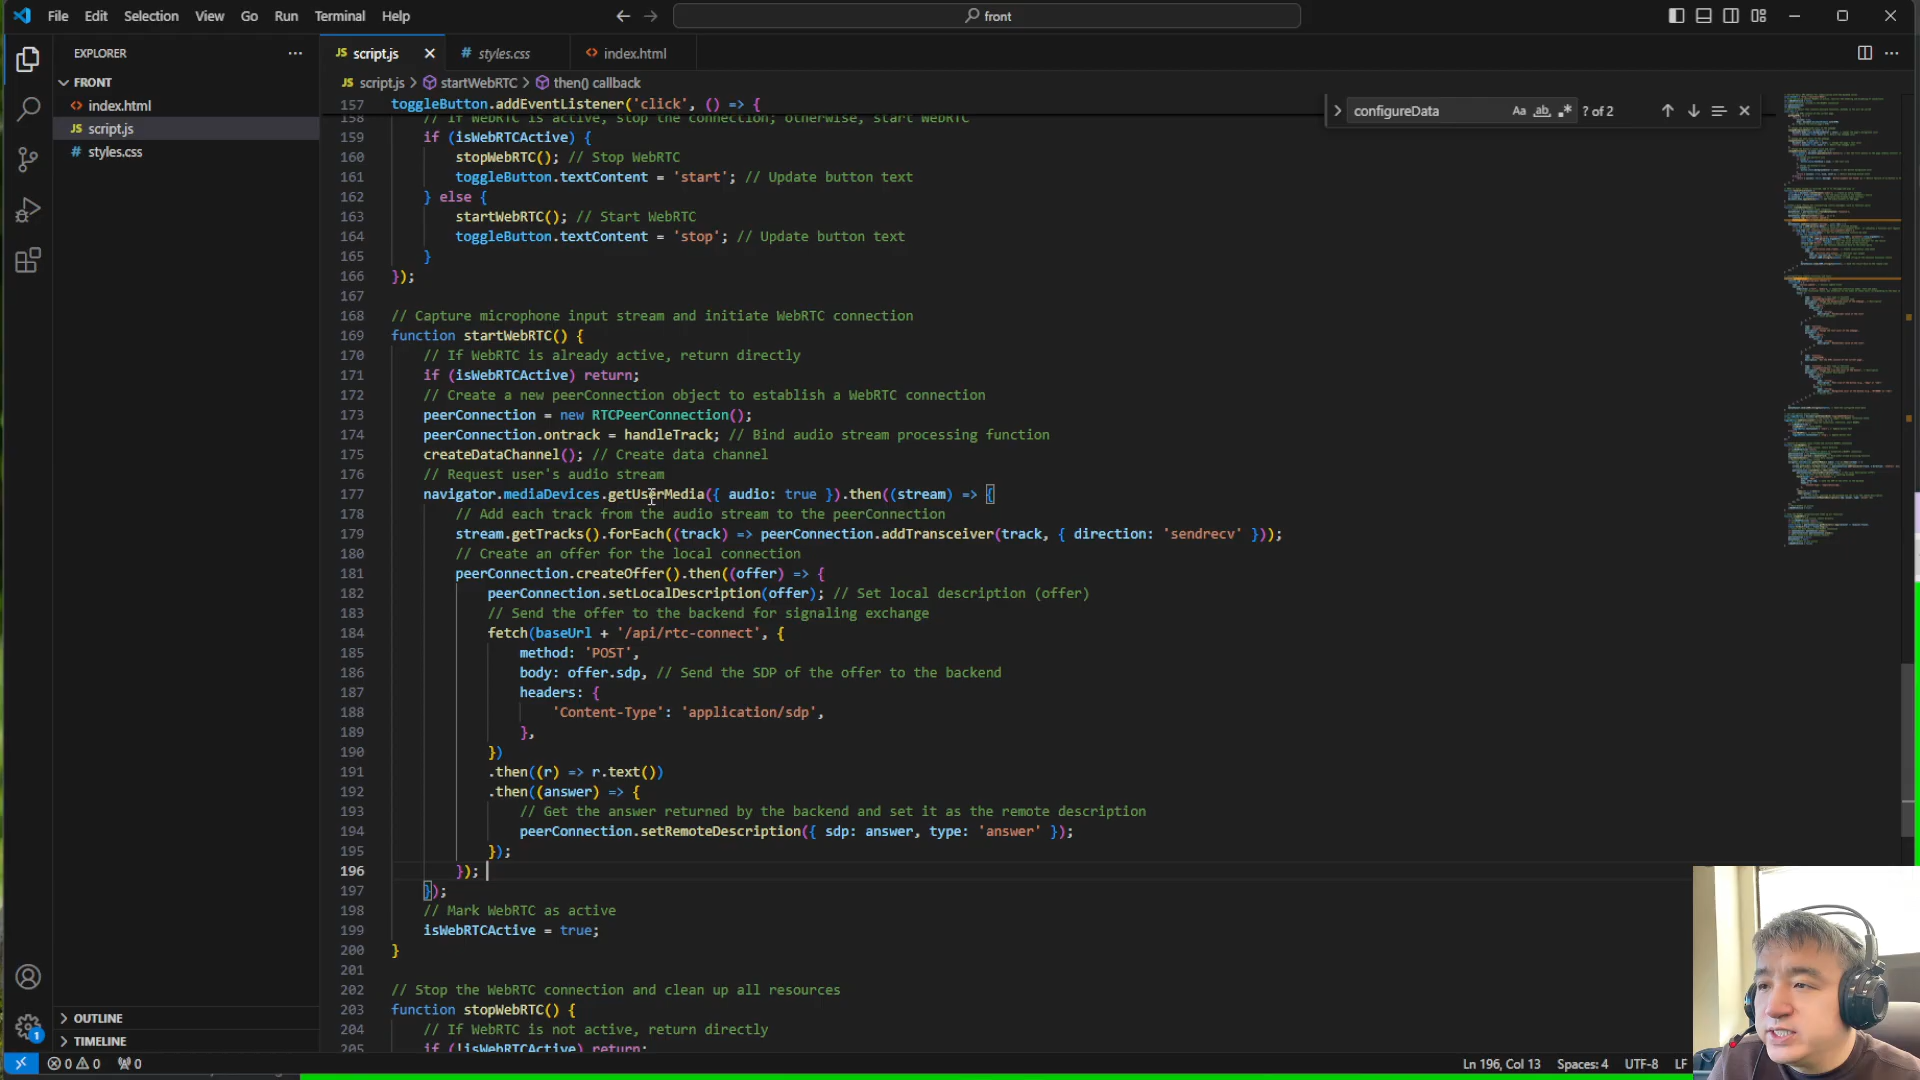 File Edit Selection View Go Run Terminal Help
front
EXPLORER
FRONT
index.html
script.js
styles.css
OUTLINE
TIMELINE
JS script.js
# styles.css
<> index.html
JS script.js > startWebRTC > then() callback
configureData
Aa ab .* ? of 2
157 toggleButton.addEventListener('click', () => {
158 // If WebRTC is active, stop the connection; otherwise, start WebRTC
159 if (isWebRTCActive) {
160 stopWebRTC(); // Stop WebRTC
161 toggleButton.textContent = 'start'; // Update button text
162 } else {
163 startWebRTC(); // Start WebRTC
164 toggleButton.textContent = 'stop'; // Update button text
165 }
166 });
167
168 // Capture microphone input stream and initiate WebRTC connection
169 function startWebRTC() {
170 // If WebRTC is already active, return directly
171 if (isWebRTCActive) return;
172 // Create a new peerConnection object to establish a WebRTC connection
173 peerConnection = new RTCPeerConnection();
174 peerConnection.ontrack = handleTrack; // Bind audio stream processing function
175 createDataChannel(); // Create data channel
176 // Request user's audio stream
177 navigator.mediaDevices.getUserMedia({ audio: true }).then((stream) => {
178 // Add each track from the audio stream to the peerConnection
179 stream.getTracks().forEach((track) => peerConnection.addTransceiver(track, { direction: 'sendrecv' }));
180 // Create an offer for the local connection
181 peerConnection.createOffer().then((offer) => {
182 peerConnection.setLocalDescription(offer); // Set local description (offer)
183 // Send the offer to the backend for signaling exchange
184 fetch(baseUrl + '/api/rtc-connect', {
185 method: 'POST',
186 body: offer.sdp, // Send the SDP of the offer to the backend
187 headers: {
188 'Content-Type': 'application/sdp',
189 },
190 })
191 .then((r) => r.text())
192 .then((answer) => {
193 // Get the answer returned by the backend and set it as the remote description
194 peerConnection.setRemoteDescription({ sdp: answer, type: 'answer' });
195 });
196 });
197 });
198 // Mark WebRTC as active
199 isWebRTCActive = true;
200 }
201
202 // Stop the WebRTC connection and clean up all resources
203 function stopWebRTC() {
204 // If WebRTC is not active, return directly
205 if (!isWebRTCActive) return;
1
0 0 0
Ln 196, Col 13 Spaces: 4 UTF-8 LF